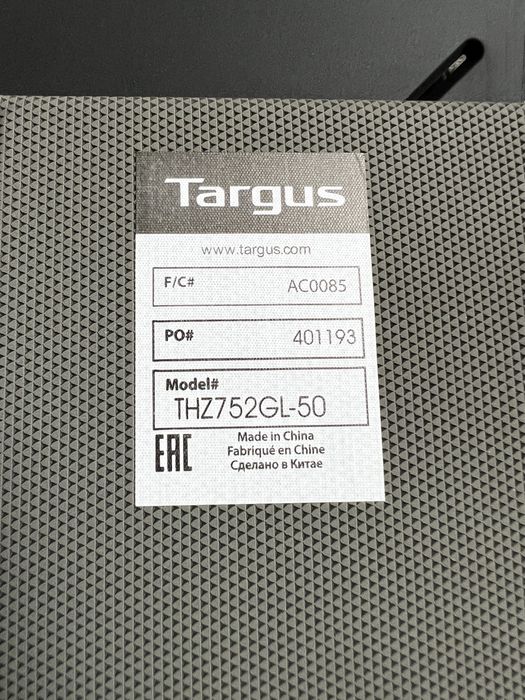 Targus
www.targus.com
F/C# AC0085
PO# 401193
Model#
THZ752GL-50
EAC
Made in China
Fabriqué en Chine
Сделано в Китае